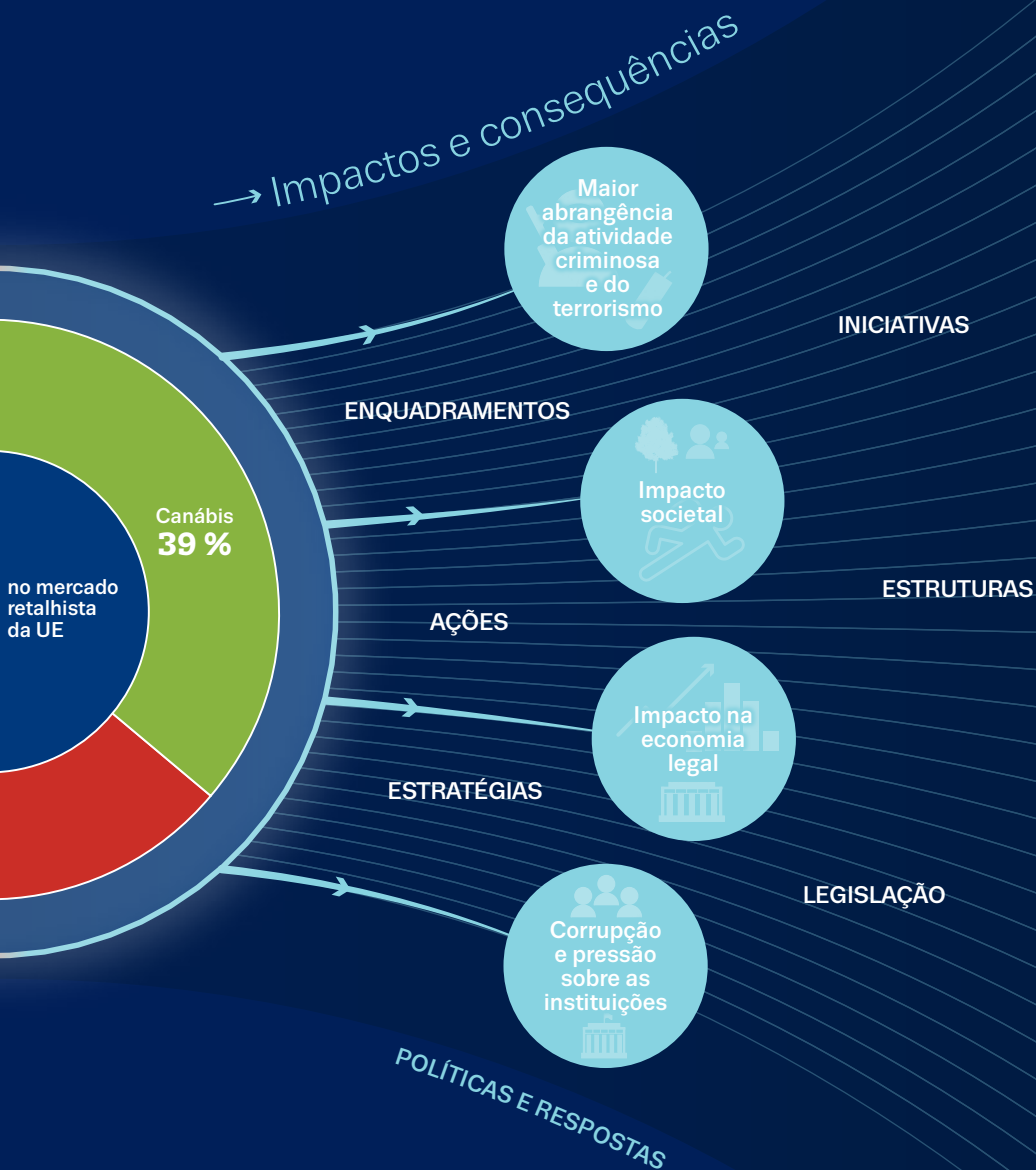 Impactos e consequências
Maior
abrangência
da atividade
criminosa
e do
terrorismo
INICIATIVAS
ENQUADRAMENTOS
Impacto
societal
Canábis
39 %
no mercado
retalhista
da UE
ESTRUTURAS
AÇÕES
Impacto na
economia
legal
ESTRATÉGIAS
LEGISLAÇÃO
Corrupção
e pressão
sobre as
instituições
POLÍTICAS E RESPOSTAS